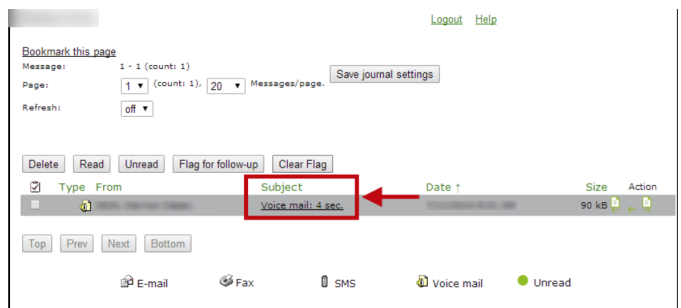 Logout Help
Bookmark this page
Message: 1 - 1 (count: 1)
Page: 1 (count: 1), 20 Messages/page. Save journal settings
Refresh: off
Delete Read Unread Flag for follow-up Clear Flag
Type From Subject Date ↑ Size Action
Voice mail: 4 sec. 90 kB
Top Prev Next Bottom
E-mail Fax SMS Voice mail Unread